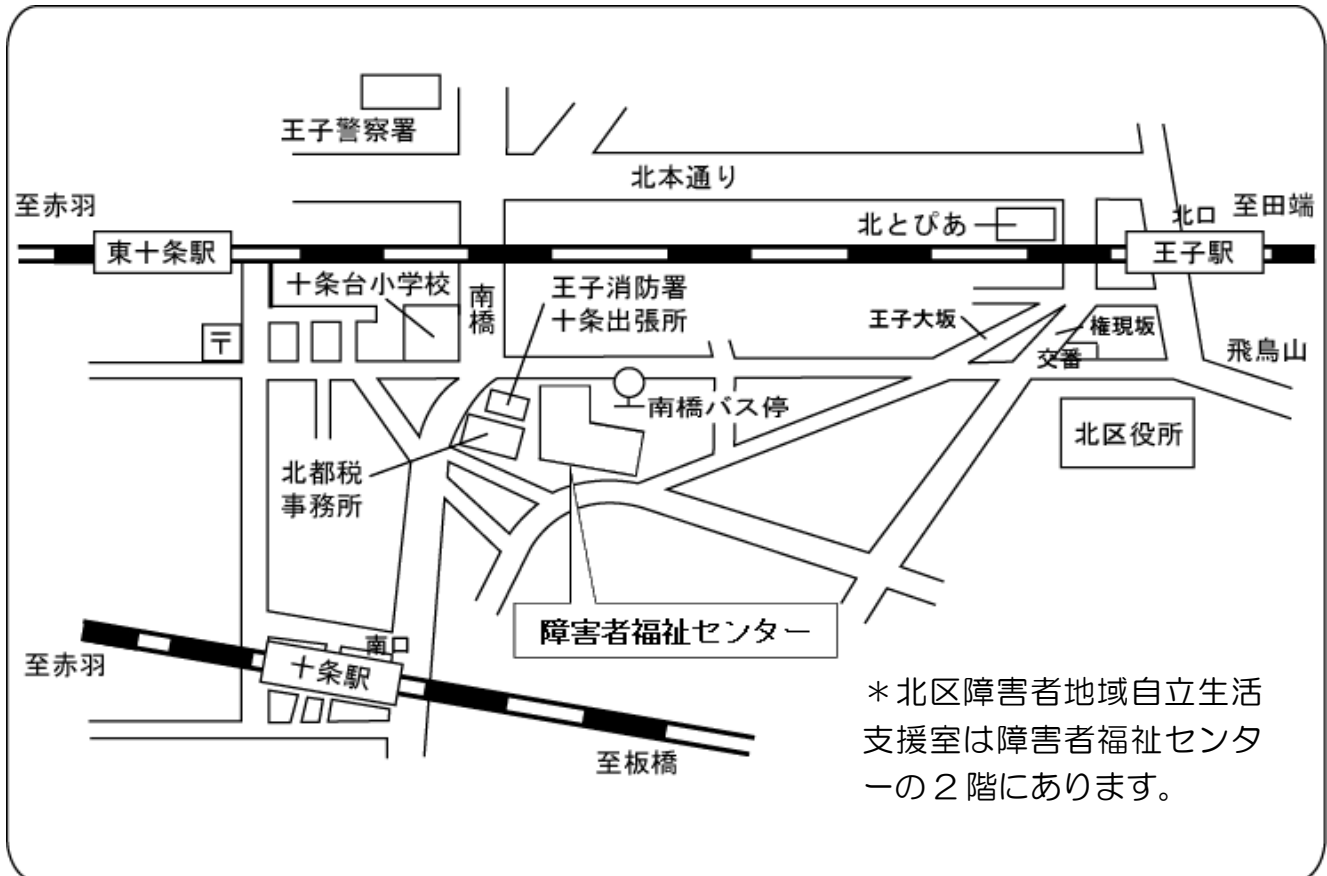 王子警察署
北本通り
至赤羽
北口
至田端
北とぴあ
東十条駅
王子駅
十条台小学校
南橋
王子消防署
十条出張所
王子大坂
権現坂
〒
交番
飛鳥山
南橋バス停
北区役所
北都税
事務所
障害者福祉センター
南口
至赤羽
十条駅
至板橋
＊北区障害者地域自立生活
支援室は障害者福祉センタ
ーの２階にあります。